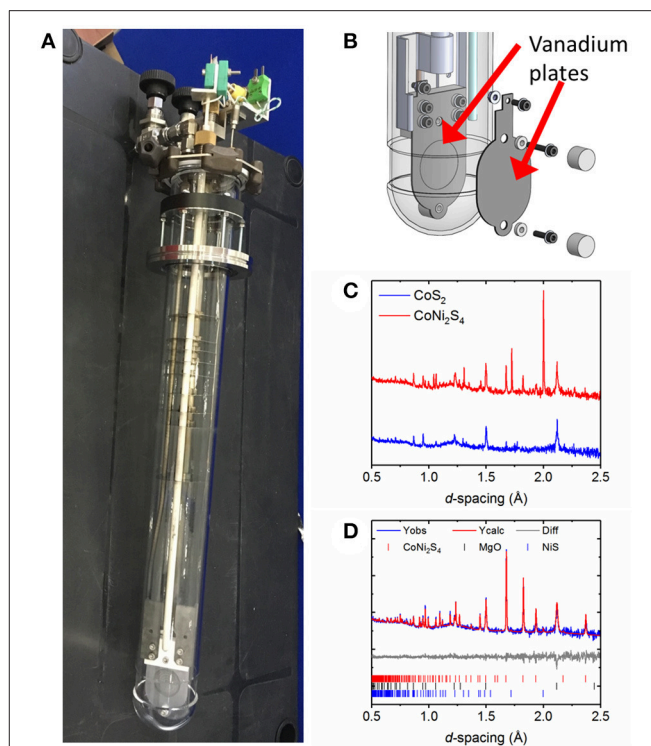 A
B
Vanadium
plates
C
CoS₂
CoNi₂S₄
0.5 1.0 1.5 2.0 2.5
d-spacing (Å)
D
Yobs Ycalc Diff
CoNi₂S₄ MgO NiS
0.5 1.0 1.5 2.0 2.5
d-spacing (Å)